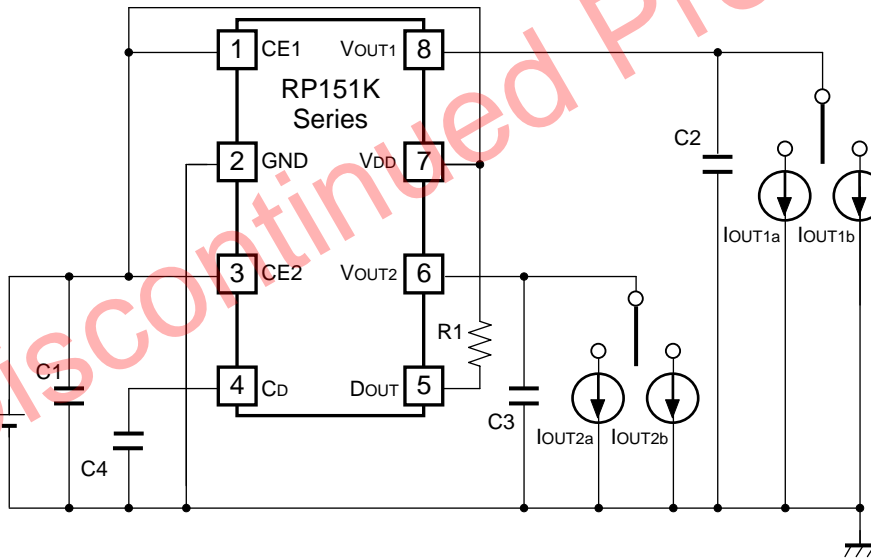 1 CE1 VOUT1 8
RP151K
Series
2 GND VDD 7
3 CE2 VOUT2 6
4 CD DOUT 5
R1
C1
C2
C3
C4
IOUT1a IOUT1b
IOUT2a IOUT2b
iscontinued Pro